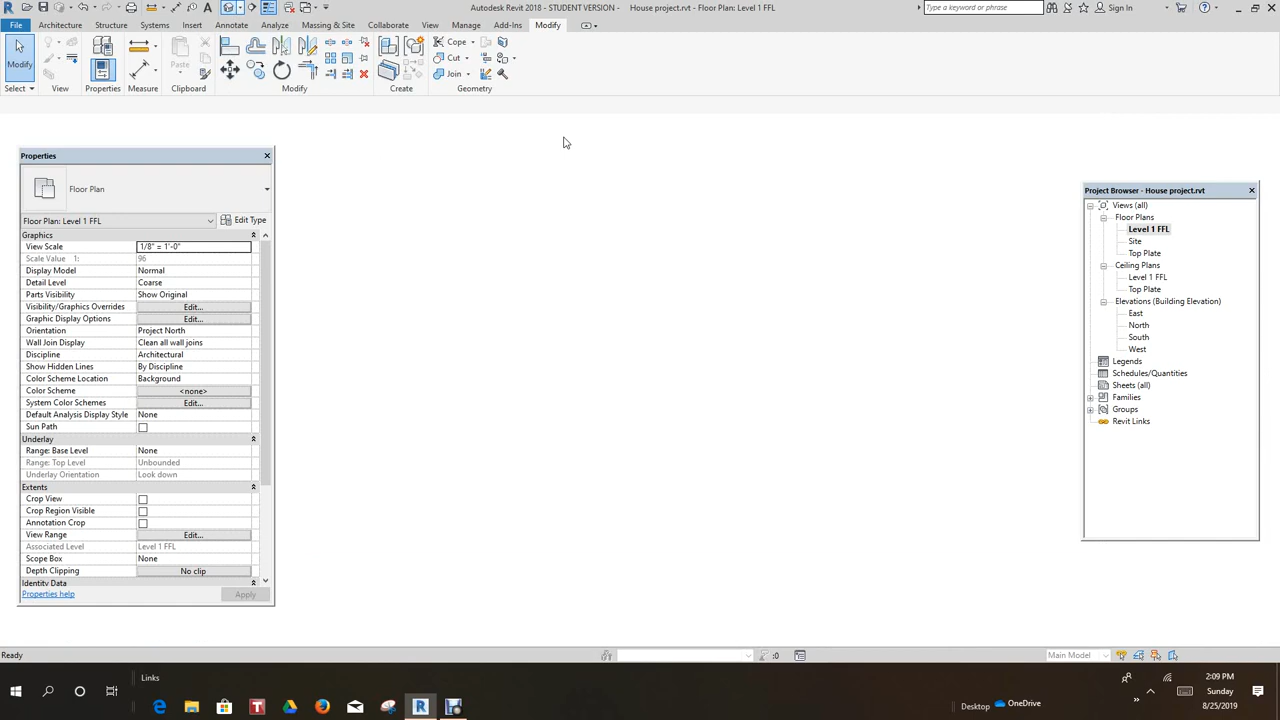 Autodesk Revit 2018 - STUDENT VERSION - House project.rvt - Floor Plan: Level 1 FFL
Type a keyword or phrase
Sign In
File Architecture Structure Systems Insert Annotate Analyze Massing & Site Collaborate View Manage Add-Ins Modify
Modify
Paste
Cope
Cut
Join
Select View Properties Measure Clipboard Modify Create Geometry
Properties
Floor Plan
Floor Plan: Level 1 FFL Edit Type
Graphics
View Scale 1/8" = 1'-0"
Scale Value 1: 96
Display Model Normal
Detail Level Coarse
Parts Visibility Show Original
Visibility/Graphics Overrides Edit...
Graphic Display Options Edit...
Orientation Project North
Wall Join Display Clean all wall joins
Discipline Architectural
Show Hidden Lines By Discipline
Color Scheme Location Background
Color Scheme <none>
System Color Schemes Edit...
Default Analysis Display Style None
Sun Path
Underlay
Range: Base Level None
Range: Top Level Unbounded
Underlay Orientation Look down
Extents
Crop View
Crop Region Visible
Annotation Crop
View Range Edit...
Associated Level Level 1 FFL
Scope Box None
Depth Clipping No clip
Identity Data
Properties help Apply
Project Browser - House project.rvt
Views (all)
Floor Plans
Level 1 FFL
Site
Top Plate
Ceiling Plans
Level 1 FFL
Top Plate
Elevations (Building Elevation)
East
North
South
West
Legends
Schedules/Quantities
Sheets (all)
Families
Groups
Revit Links
Ready
:0
Main Model
Links
2:09 PM
Sunday
8/25/2019
Desktop
OneDrive